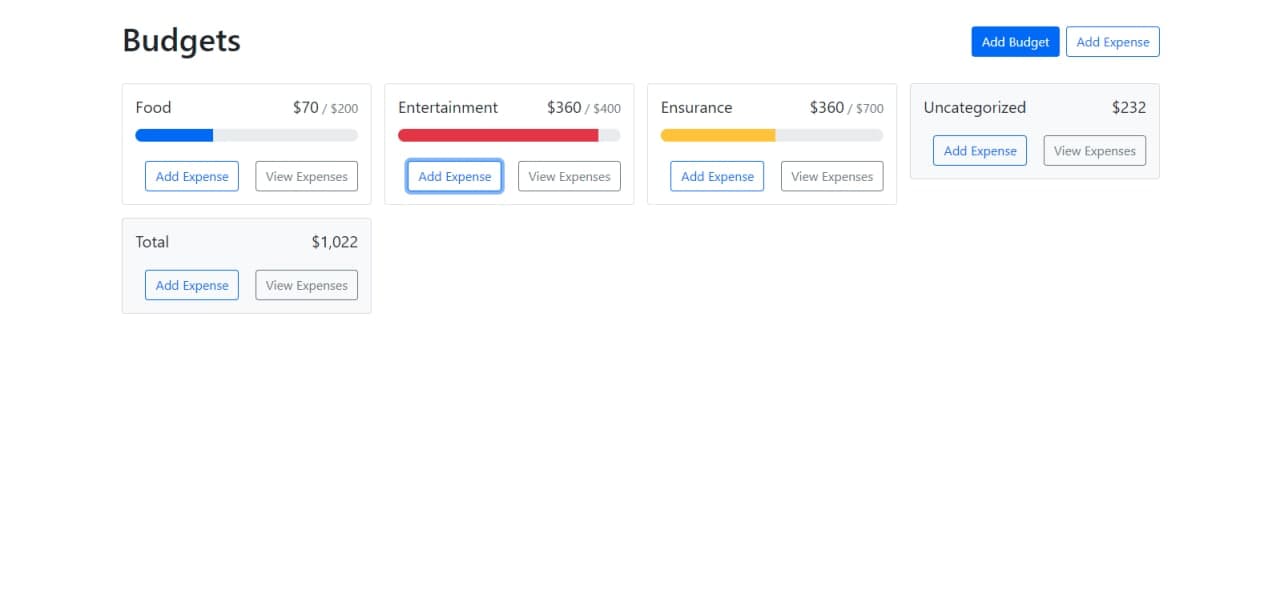 Budgets
Add Budget Add Expense
Food $70 / $200
Add Expense View Expenses
Entertainment $360 / $400
Add Expense View Expenses
Ensurance $360 / $700
Add Expense View Expenses
Uncategorized $232
Add Expense View Expenses
Total $1,022
Add Expense View Expenses